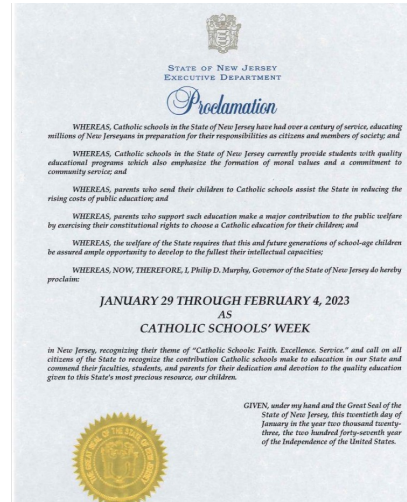 STATE OF NEW JERSEY
EXECUTIVE DEPARTMENT
Proclamation
WHEREAS, Catholic schools in the State of New Jersey have had over a century of service, educating
millions of New Jerseyans in preparation for their responsibilities as citizens and members of society; and
WHEREAS, Catholic schools in the State of New Jersey currently provide students with quality
educational programs which also emphasize the formation of moral values and a commitment to
community service; and
WHEREAS, parents who send their children to Catholic schools assist the State in reducing the
rising costs of public education; and
WHEREAS, parents who support such education make a major contribution to the public welfare
by exercising their constitutional rights to choose a Catholic education for their children; and
WHEREAS, the welfare of the State requires that this and future generations of school-age children
be assured ample opportunity to develop to the fullest their intellectual capacities;
WHEREAS, NOW, THEREFORE, I, Philip D. Murphy, Governor of the State of New Jersey do hereby
proclaim:
JANUARY 29 THROUGH FEBRUARY 4, 2023
AS
CATHOLIC SCHOOLS' WEEK
in New Jersey, recognizing their theme of "Catholic Schools: Faith. Excellence. Service." and call on all
citizens of the State to recognize the contribution Catholic schools make to education in our State and
commend their faculties, students, and parents for their dedication and devotion to the quality education
given to this State's most precious resource, our children.
GIVEN, under my hand and the Great Seal of the
State of New Jersey, this twentieth day of
January in the year two thousand twenty-
three, the two hundred forty-seventh year
of the Independence of the United States.